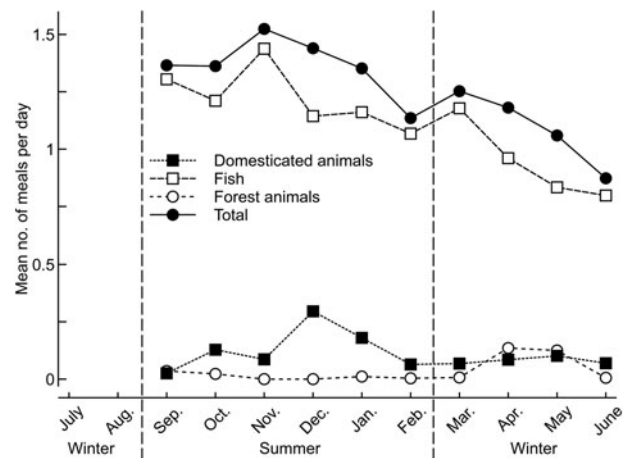 Mean no. of meals per day
1.5
1
0.5
0
Domesticated animals
Fish
Forest animals
Total
July
Aug.
Sep.
Oct.
Nov.
Dec.
Jan.
Feb.
Mar.
Apr.
May
June
Winter
Summer
Winter